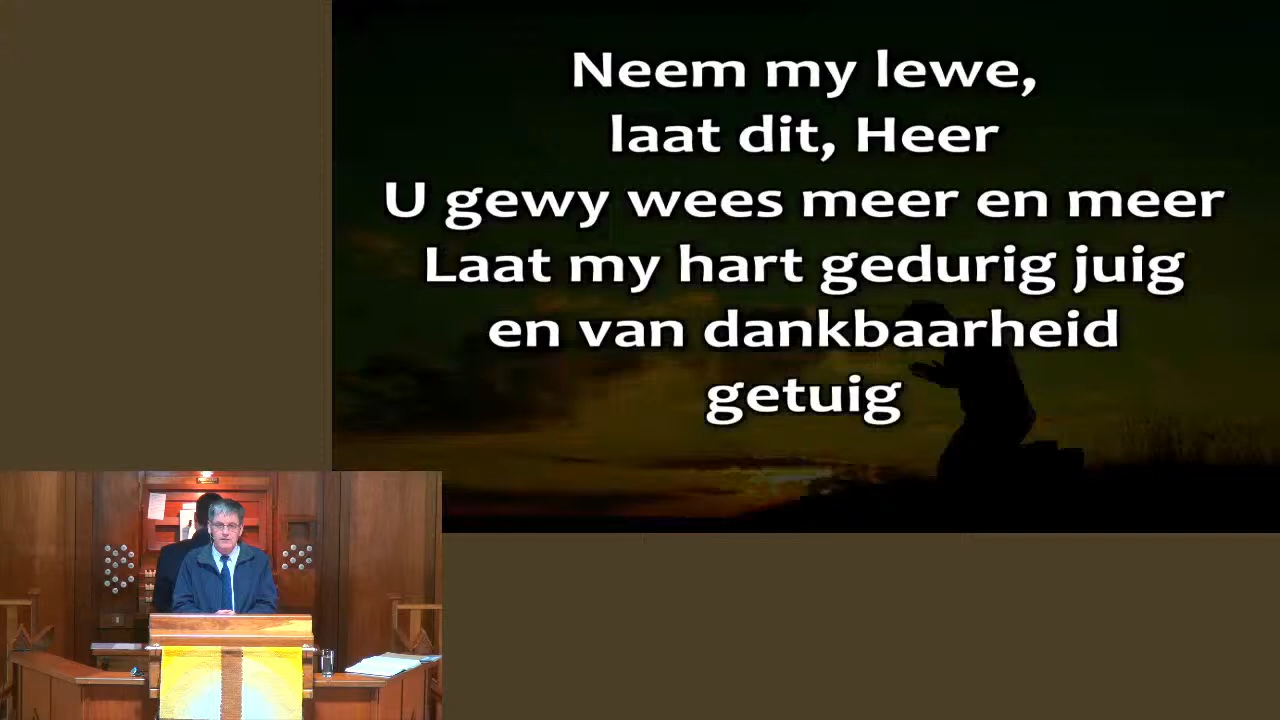 Neem my lewe,
laat dit, Heer
U gewy wees meer en meer
Laat my hart gedurig juig
en van dankbaarheid
getuig